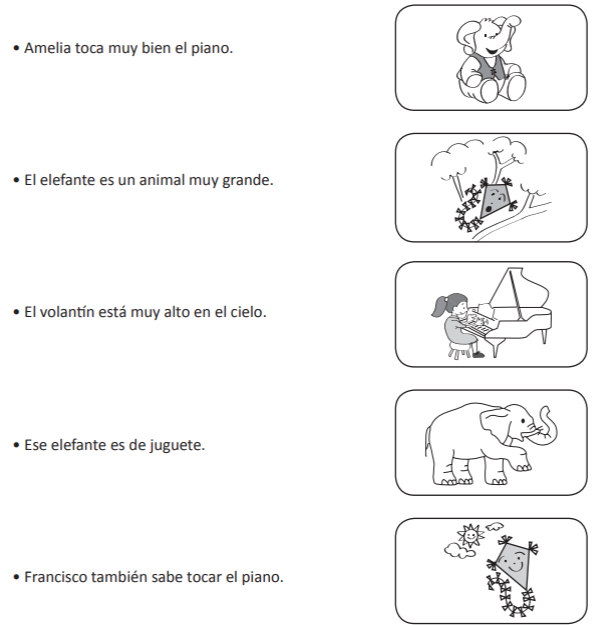 • Amelia toca muy bien el piano.
• El elefante es un animal muy grande.
• El volantín está muy alto en el cielo.
• Ese elefante es de juguete.
• Francisco también sabe tocar el piano.